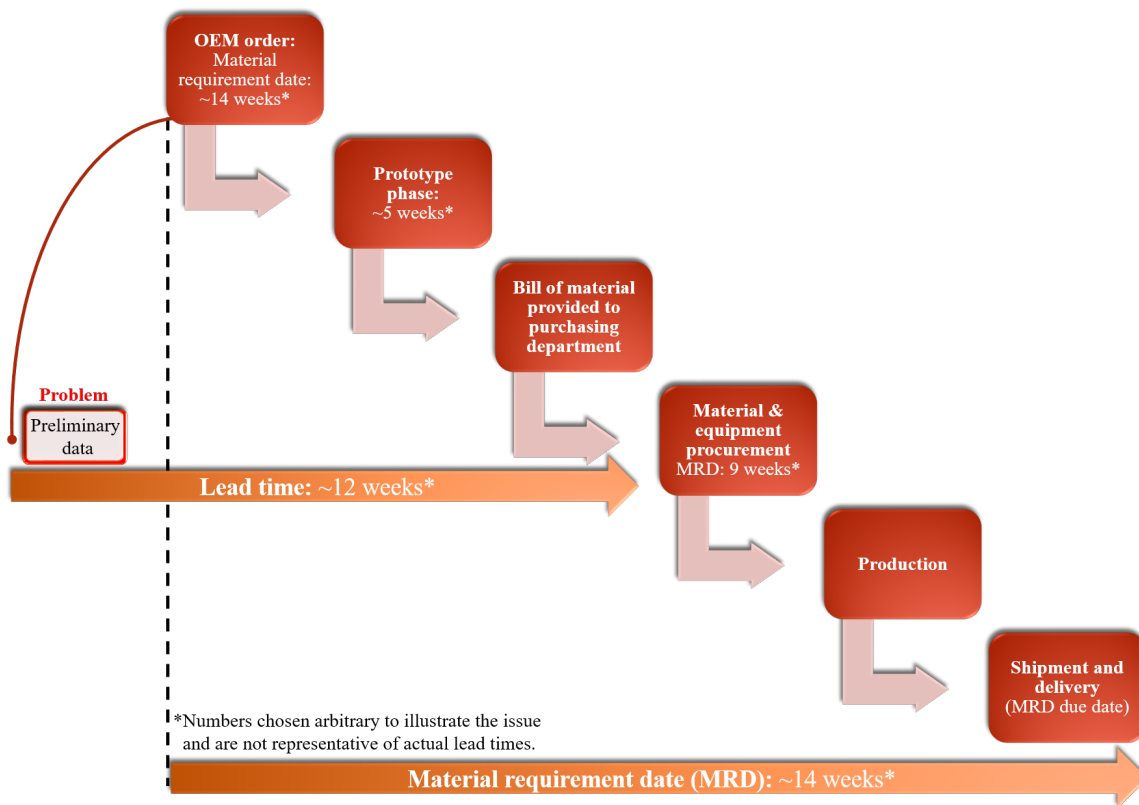 OEM order:
Material
requirement date:
~14 weeks*
Prototype
phase:
~5 weeks*
Bill of material
provided to
purchasing
department
Problem
Preliminary
data
Material &
equipment
procurement
MRD: 9 weeks*
Lead time: ~12 weeks*
Production
Shipment and
delivery
(MRD due date)
*Numbers chosen arbitrary to illustrate the issue
and are not representative of actual lead times.
Material requirement date (MRD): ~14 weeks*